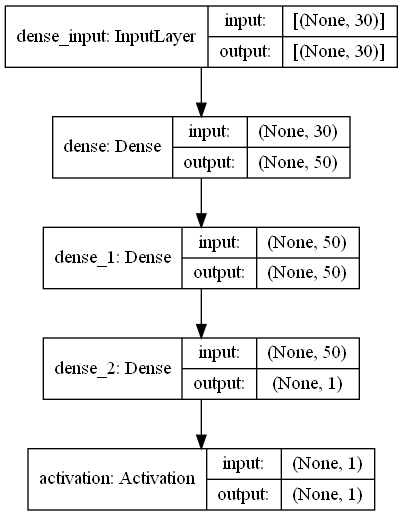 dense_input: InputLayer
input:
[(None, 30)]
output:
[(None, 30)]
dense: Dense
input:
(None, 30)
output:
(None, 50)
dense_1: Dense
input:
(None, 50)
output:
(None, 50)
dense_2: Dense
input:
(None, 50)
output:
(None, 1)
activation: Activation
input:
(None, 1)
output:
(None, 1)